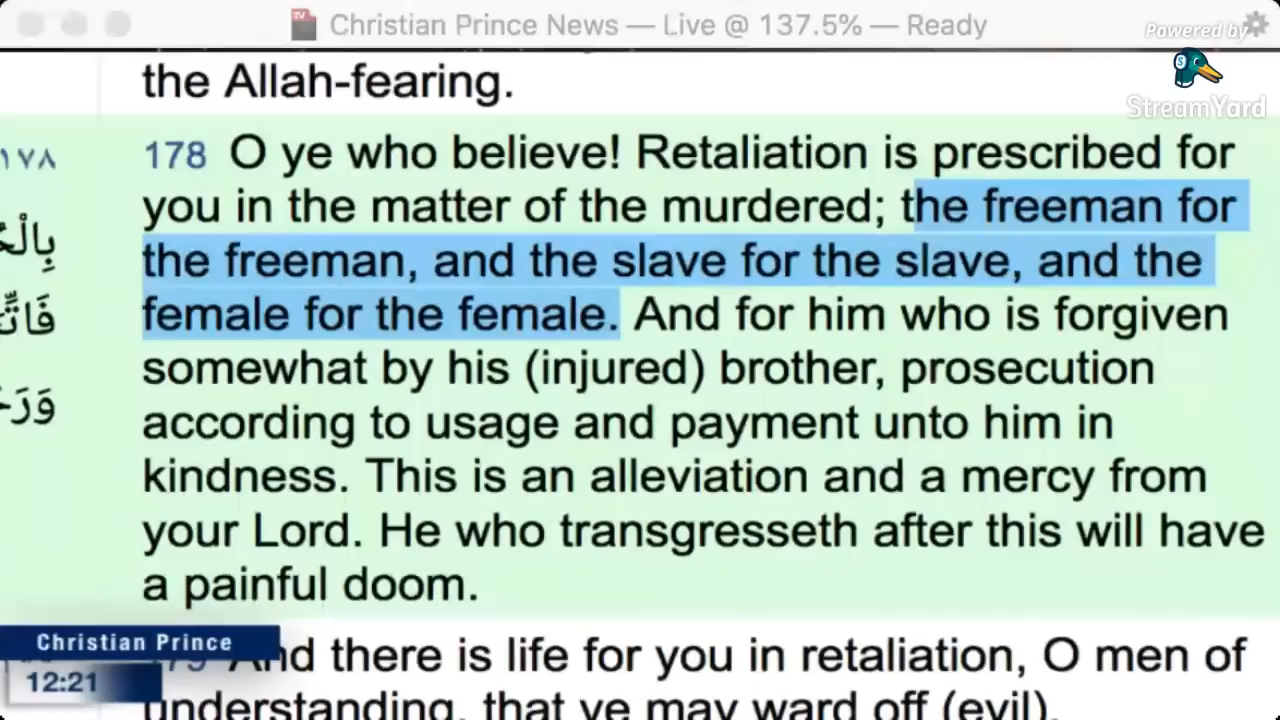 Christian Prince News — Live @ 137.5% — Ready
Powered by
StreamYard
the Allah-fearing.
١٧٨
178 O ye who believe! Retaliation is prescribed for
you in the matter of the murdered; the freeman for
the freeman, and the slave for the slave, and the
female for the female. And for him who is forgiven
somewhat by his (injured) brother, prosecution
according to usage and payment unto him in
kindness. This is an alleviation and a mercy from
your Lord. He who transgresseth after this will have
a painful doom.
Christian Prince
179 And there is life for you in retaliation, O men of
12:21
understanding, that ye may ward off (evil).